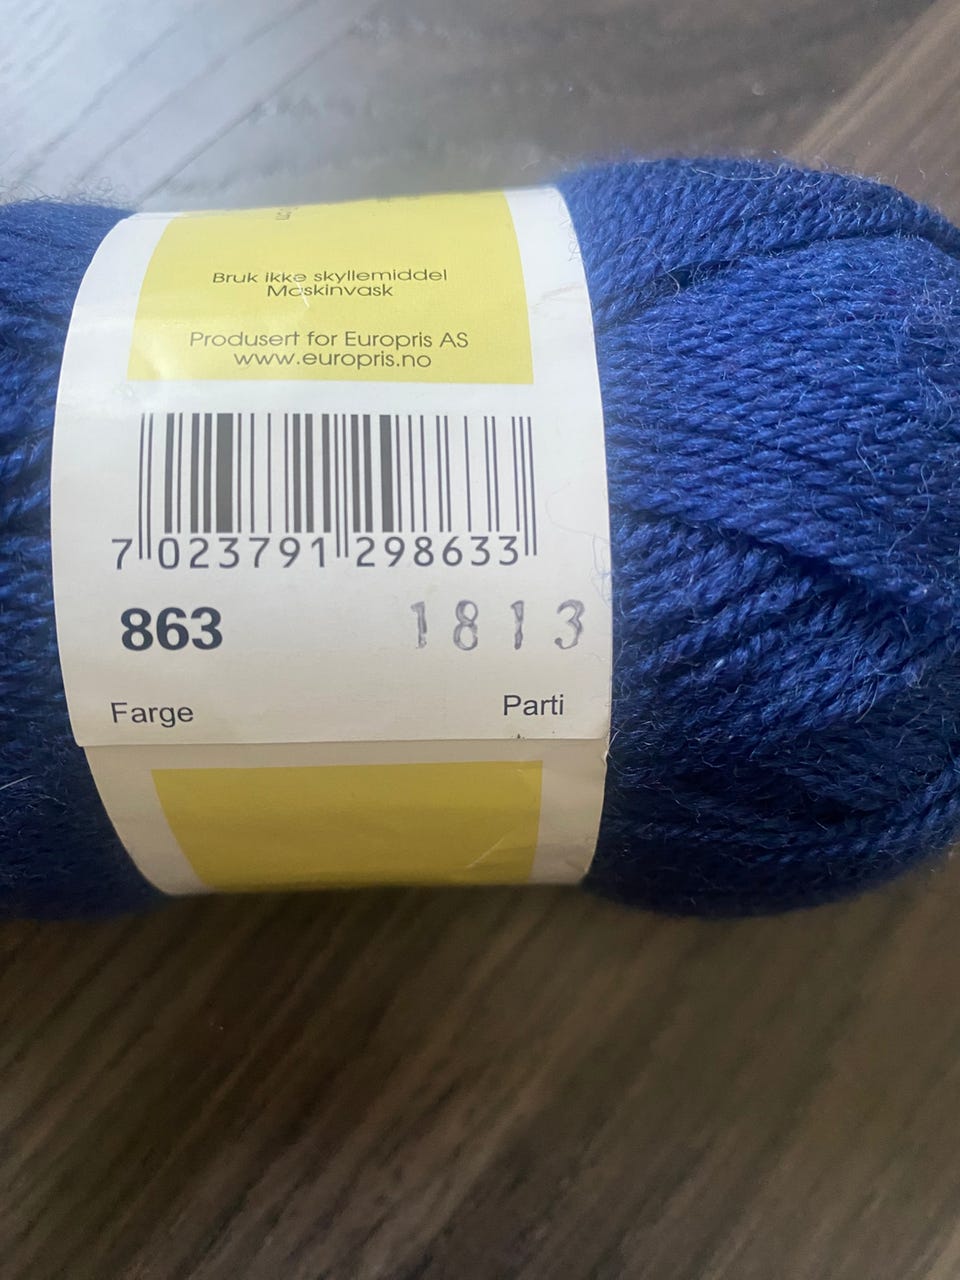 Bruk ikke skyllemiddel
Maskinvask
Produsert for Europris AS
www.europris.no
7 023791 298633
863 1813
Farge Parti